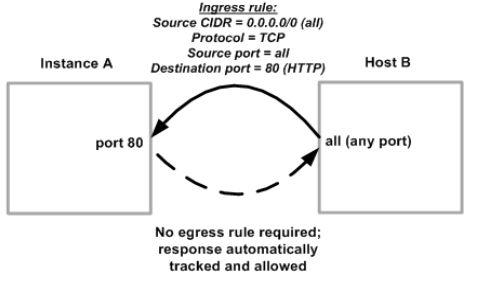 Ingress rule:
Source CIDR = 0.0.0.0/0 (all)
Protocol = TCP
Source port = all
Destination port = 80 (HTTP)
Instance A
Host B
port 80
all (any port)
No egress rule required;
response automatically
tracked and allowed